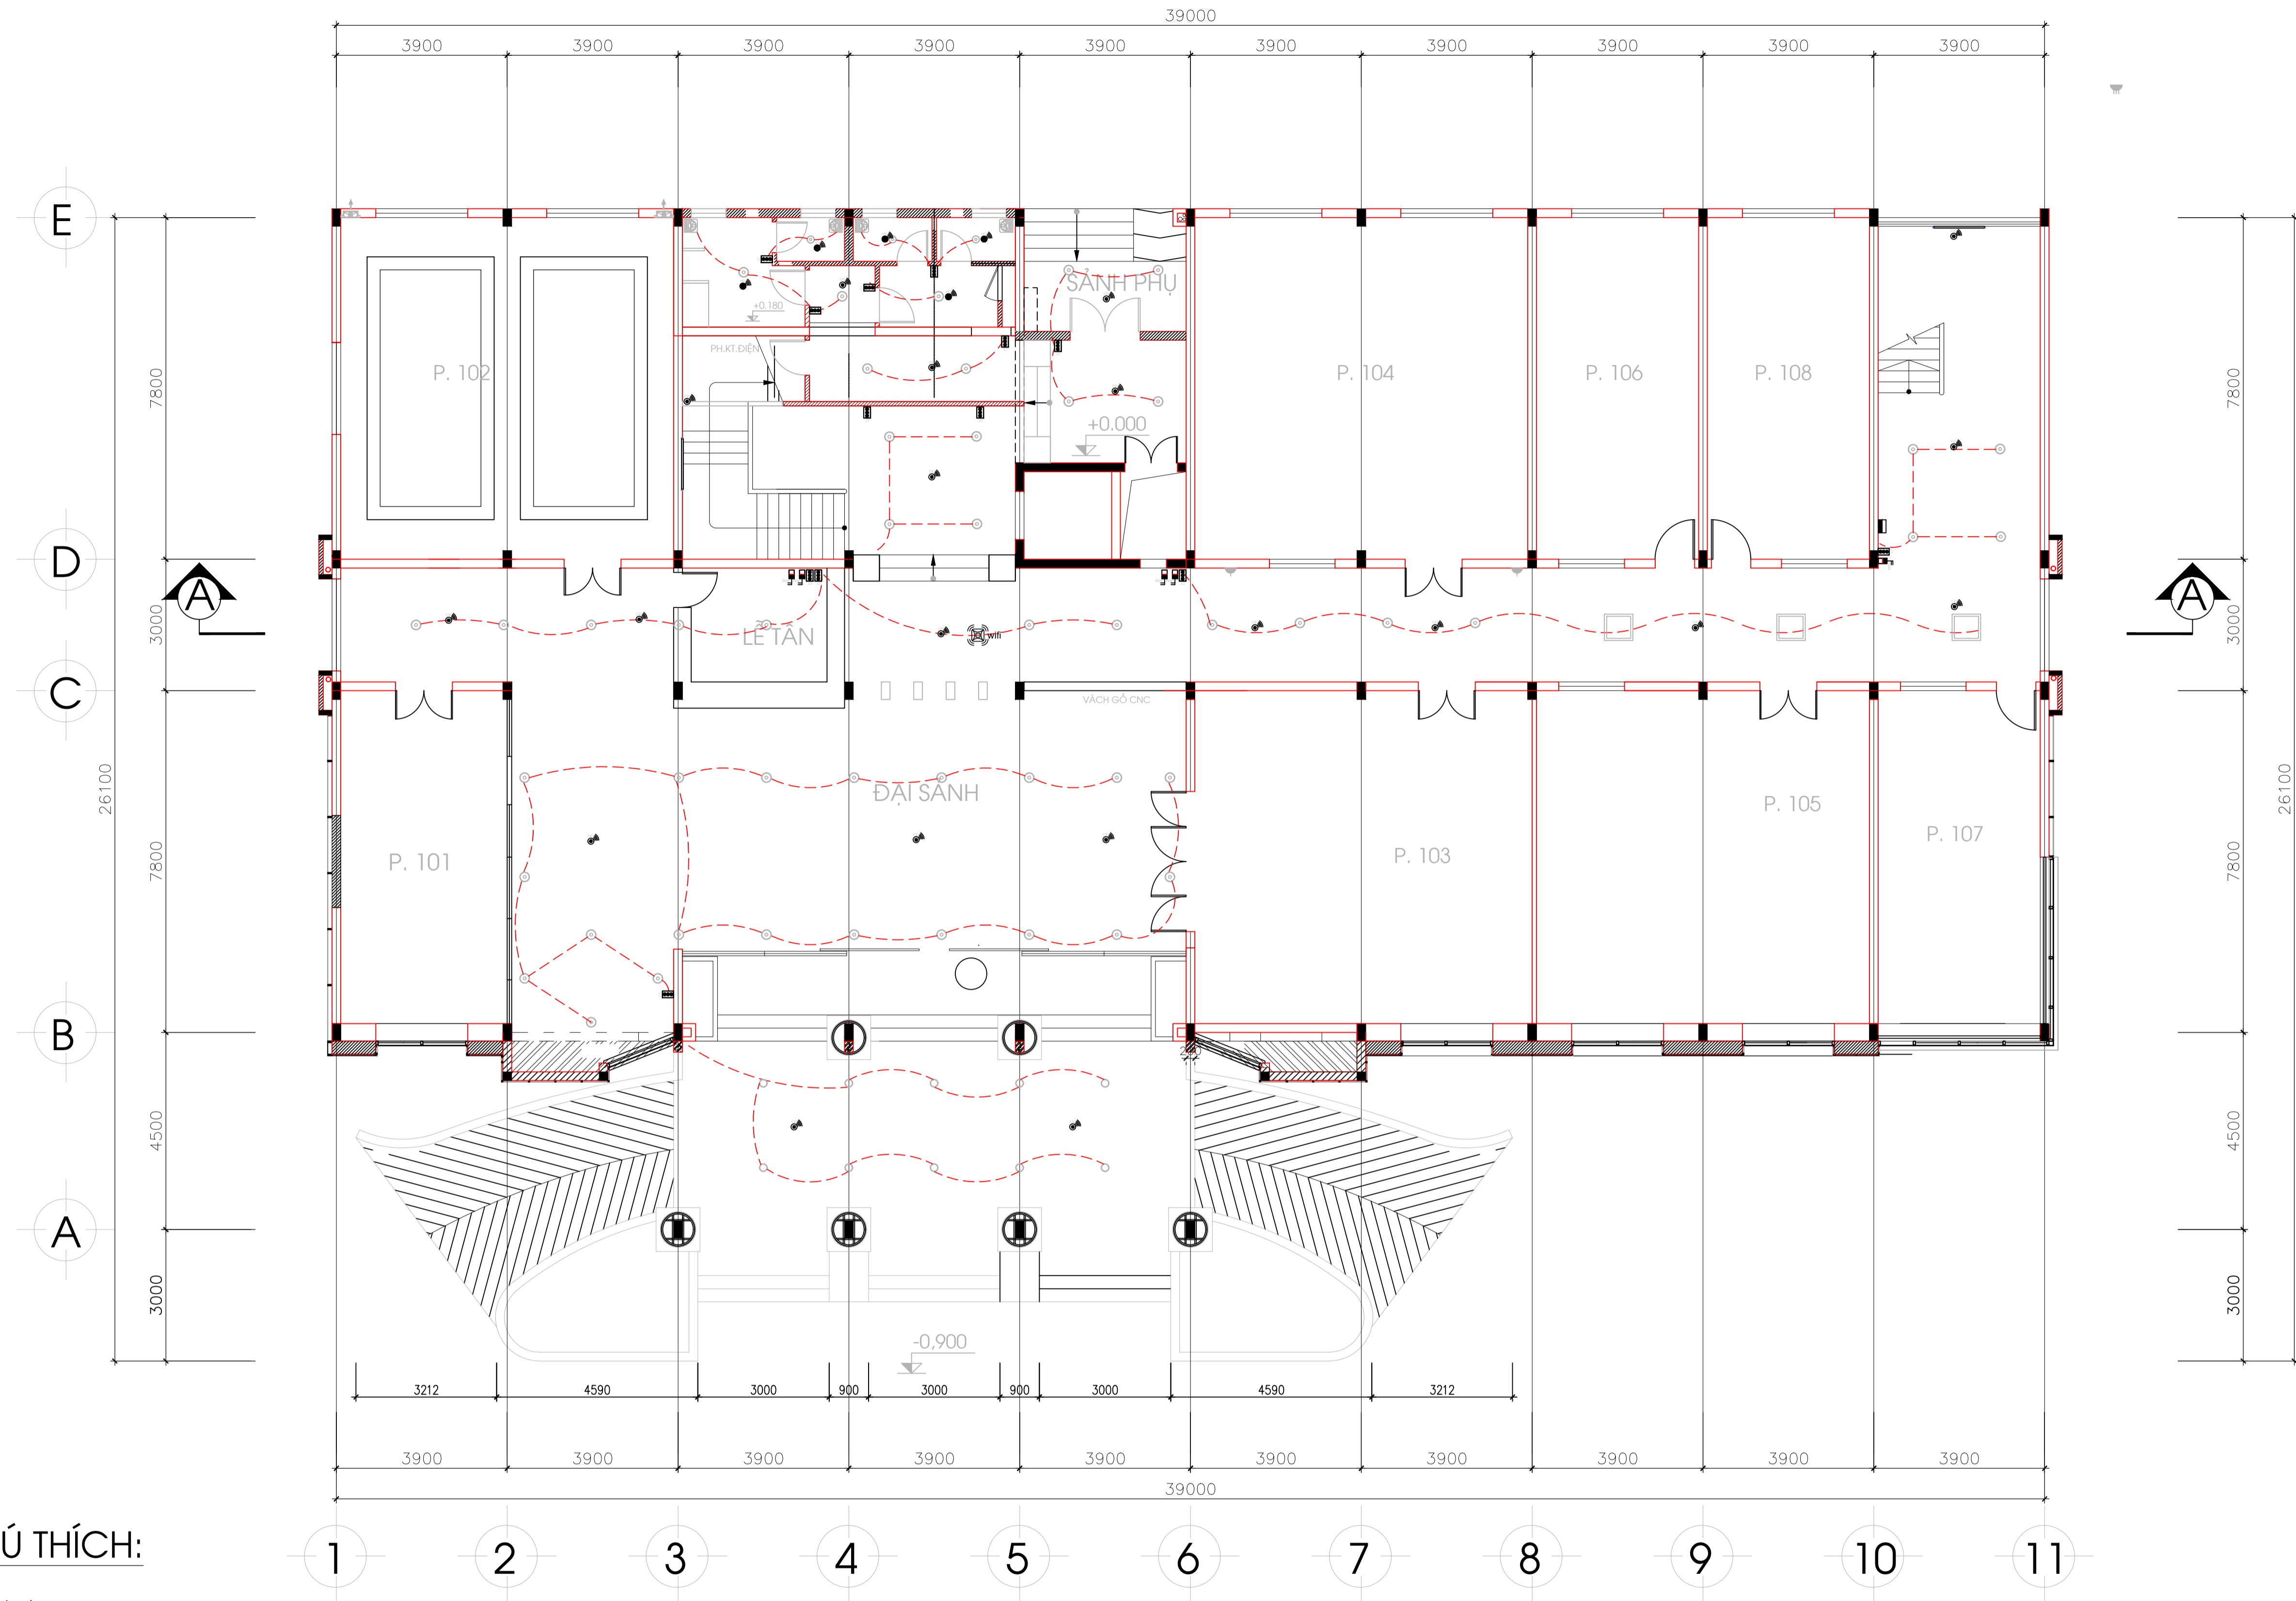 39000
3900 3900 3900 3900 3900 3900 3900 3900 3900 3900
E
+0.180
SẢNH PHỤ
PH.KT.ĐIỆN
P. 102
P. 104
P. 106
P. 108
7800
7800
+0.000
D
A
A
3000
3000
LỄ TÂN
wifi
C
VÁCH GỖ CNC
26100
26100
ĐẠI SẢNH
P. 105
P. 107
P. 101
P. 103
7800
7800
B
4500
4500
A
3000
3000
-0,900
3212 4590 3000 900 3000 900 3000 4590 3212
3900 3900 3900 3900 3900 3900 3900 3900 3900 3900
39000
Ú THÍCH:
1 2 3 4 5 6 7 8 9 10 11